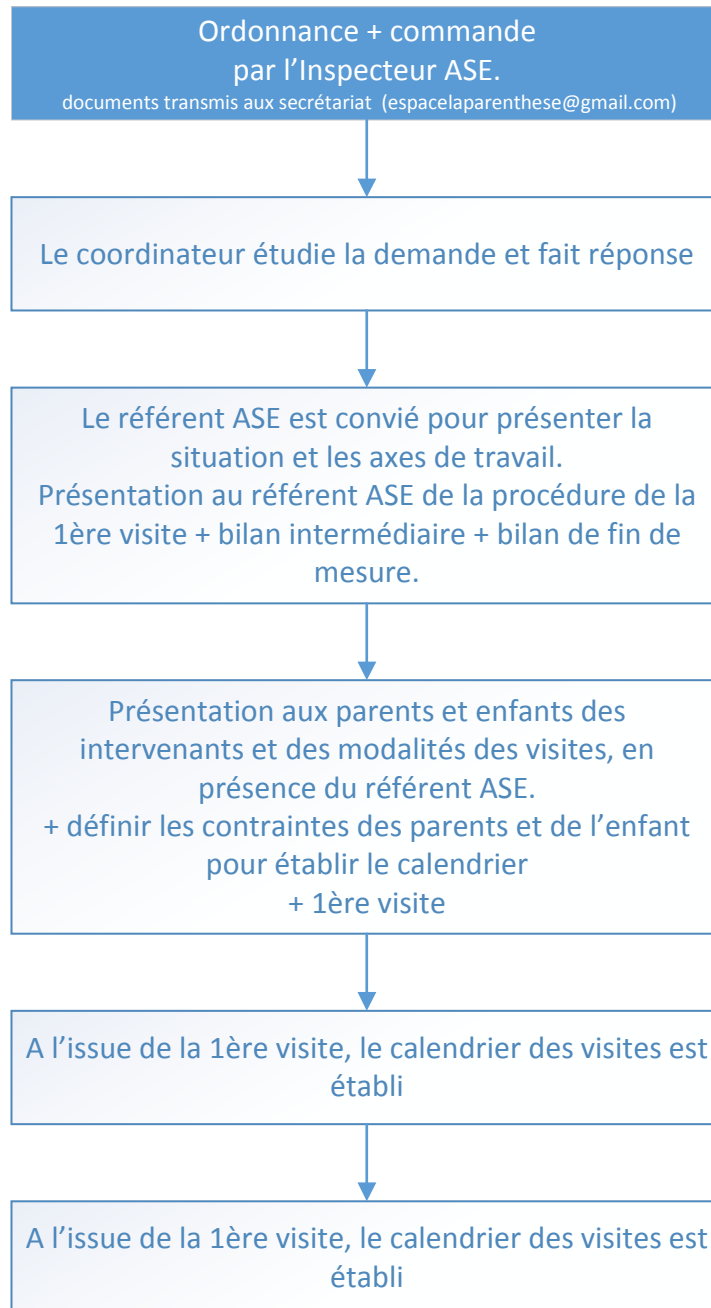 Ordonnance + commande
par l’Inspecteur ASE.
documents transmis aux secrétariat (espacelaparenthese@gmail.com)
Le coordinateur étudie la demande et fait réponse
Le référent ASE est convié pour présenter la
situation et les axes de travail.
Présentation au référent ASE de la procédure de la
1ère visite + bilan intermédiaire + bilan de fin de
mesure.
Présentation aux parents et enfants des
intervenants et des modalités des visites, en
présence du référent ASE.
+ définir les contraintes des parents et de l’enfant
pour établir le calendrier
+ 1ère visite
A l’issue de la 1ère visite, le calendrier des visites est
établi
A l’issue de la 1ère visite, le calendrier des visites est
établi